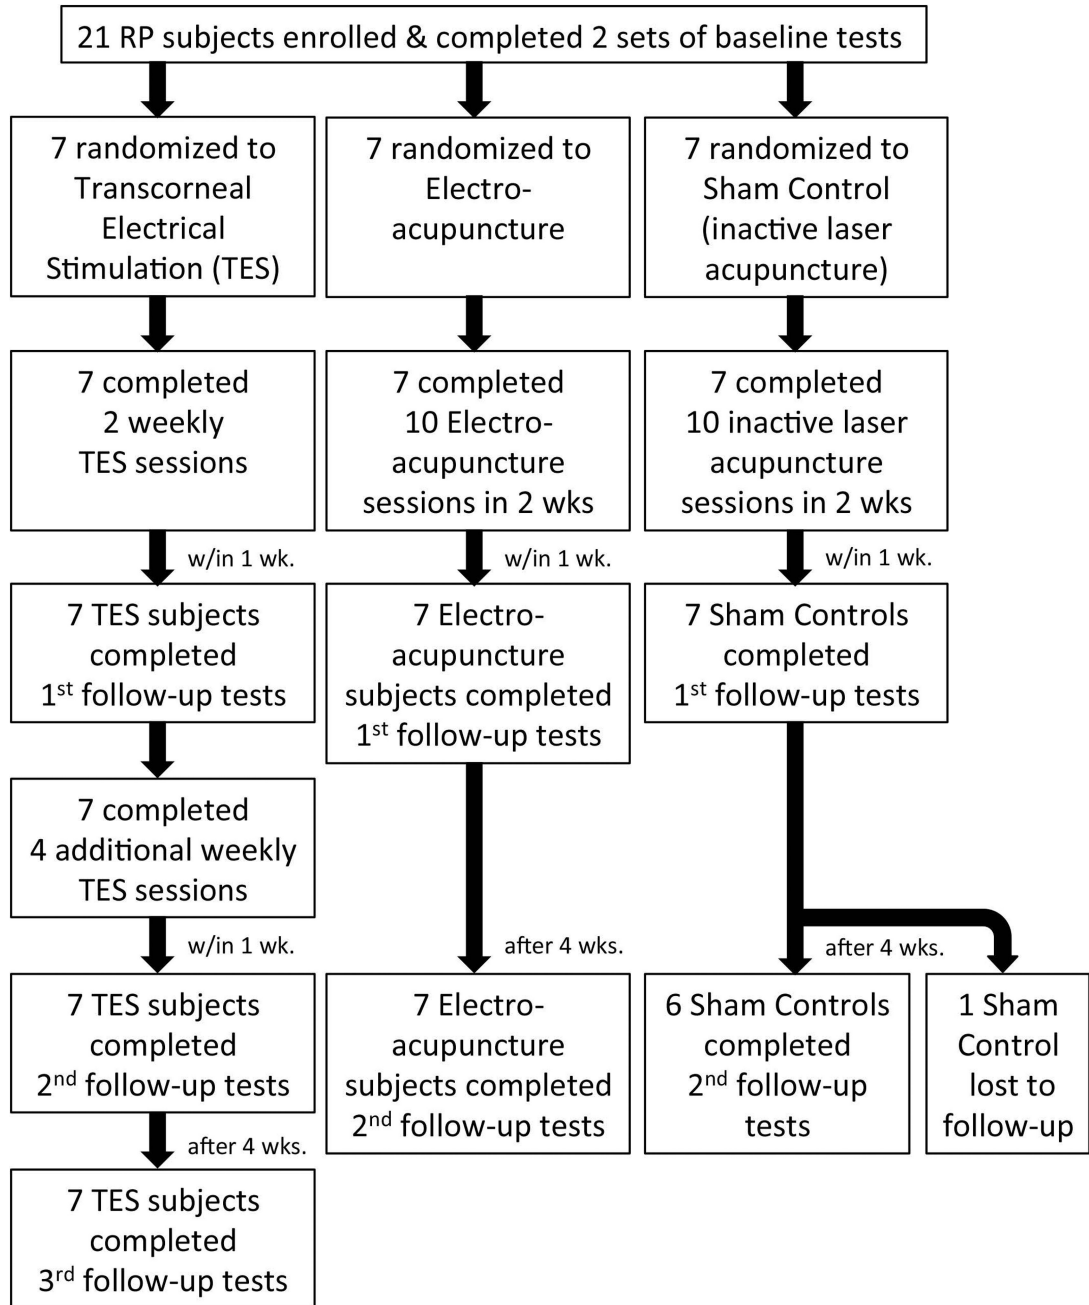 21 RP subjects enrolled & completed 2 sets of baseline tests
7 randomized to
Transcorneal
Electrical
Stimulation (TES)
7 randomized to
Electro-
acupuncture
7 randomized to
Sham Control
(inactive laser
acupuncture)
7 completed
2 weekly
TES sessions
7 completed
10 Electro-
acupuncture
sessions in 2 wks
7 completed
10 inactive laser
acupuncture
sessions in 2 wks
w/in 1 wk.
w/in 1 wk.
w/in 1 wk.
7 TES subjects
completed
1st follow-up tests
7 Electro-
acupuncture
subjects completed
1st follow-up tests
7 Sham Controls
completed
1st follow-up tests
7 completed
4 additional weekly
TES sessions
w/in 1 wk.
after 4 wks.
after 4 wks.
7 TES subjects
completed
2nd follow-up tests
7 Electro-
acupuncture
subjects completed
2nd follow-up tests
6 Sham Controls
completed
2nd follow-up
tests
1 Sham
Control
lost to
follow-up
after 4 wks.
7 TES subjects
completed
3rd follow-up tests